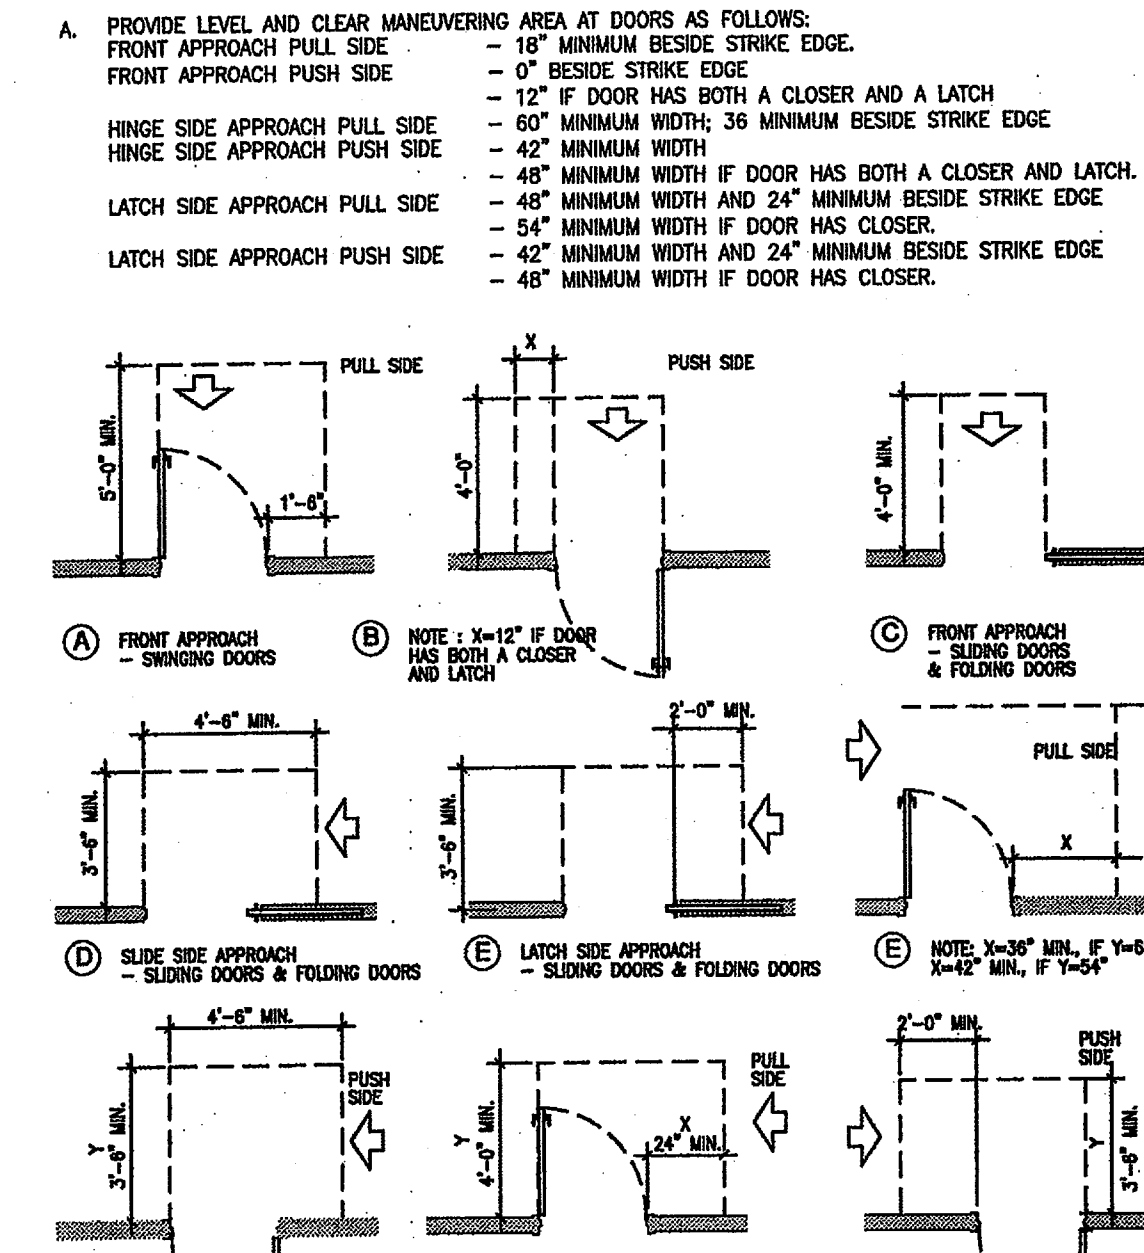 A. PROVIDE LEVEL AND CLEAR MANEUVERING AREA AT DOORS AS FOLLOWS:
FRONT APPROACH PULL SIDE – 18" MINIMUM BESIDE STRIKE EDGE.
FRONT APPROACH PUSH SIDE – 0" BESIDE STRIKE EDGE
– 12" IF DOOR HAS BOTH A CLOSER AND A LATCH
HINGE SIDE APPROACH PULL SIDE – 60" MINIMUM WIDTH; 36 MINIMUM BESIDE STRIKE EDGE
HINGE SIDE APPROACH PUSH SIDE – 42" MINIMUM WIDTH
– 48" MINIMUM WIDTH IF DOOR HAS BOTH A CLOSER AND LATCH.
LATCH SIDE APPROACH PULL SIDE – 48" MINIMUM WIDTH AND 24" MINIMUM BESIDE STRIKE EDGE
– 54" MINIMUM WIDTH IF DOOR HAS CLOSER.
LATCH SIDE APPROACH PUSH SIDE – 42" MINIMUM WIDTH AND 24" MINIMUM BESIDE STRIKE EDGE
– 48" MINIMUM WIDTH IF DOOR HAS CLOSER.
PULL SIDE
5'-0" MIN.
1'-6"
A FRONT APPROACH
– SWINGING DOORS
X
PUSH SIDE
4'-0"
B NOTE : X=12" IF DOOR
HAS BOTH A CLOSER
AND LATCH
4'-0" MIN.
C FRONT APPROACH
– SLIDING DOORS
& FOLDING DOORS
4'-6" MIN.
3'-6" MIN.
D SLIDE SIDE APPROACH
– SLIDING DOORS & FOLDING DOORS
2'-0" MIN.
3'-6" MIN.
E LATCH SIDE APPROACH
– SLIDING DOORS & FOLDING DOORS
PULL SIDE
X
E NOTE: X=36" MIN., IF Y=6
X=42" MIN., IF Y=54"
4'-6" MIN.
PUSH
SIDE
Y
3'-6" MIN.
PULL
SIDE
Y
4'-0" MIN.
X
24" MIN.
2'-0" MIN.
PUSH
SIDE
Y
3'-6" MIN.